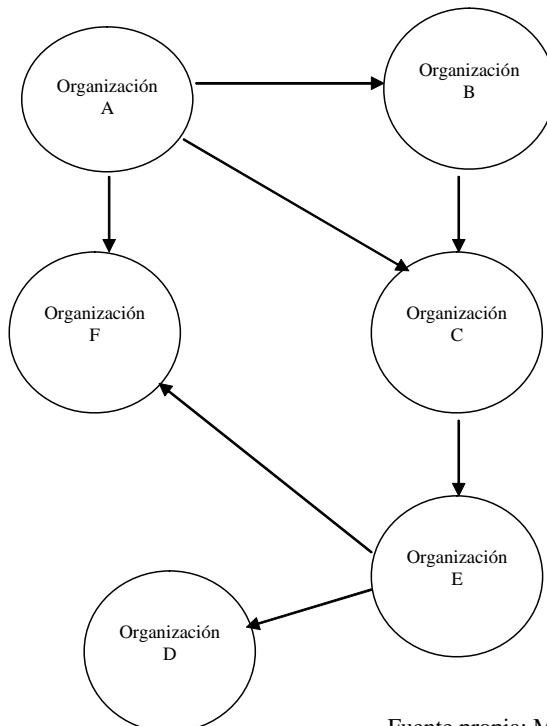 Organización
A
Organización
B
Organización
F
Organización
C
Organización
E
Organización
D
Fuente propia: